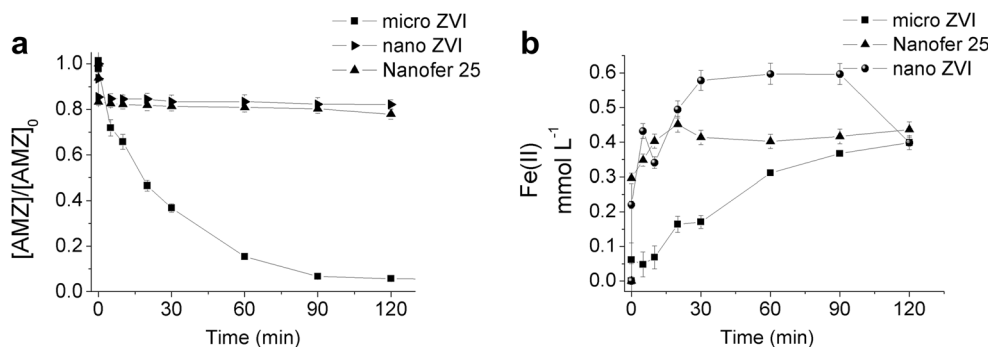 a
micro ZVI
nano ZVI
Nanofer 25
1.0
0.8
0.6
0.4
0.2
0.0
[AMZ]/[AMZ]0
0 30 60 90 120
Time (min)
b
micro ZVI
Nanofer 25
nano ZVI
0.6
0.5
0.4
0.3
0.2
0.1
0.0
Fe(II)
mmol L-1
0 30 60 90 120
Time (min)